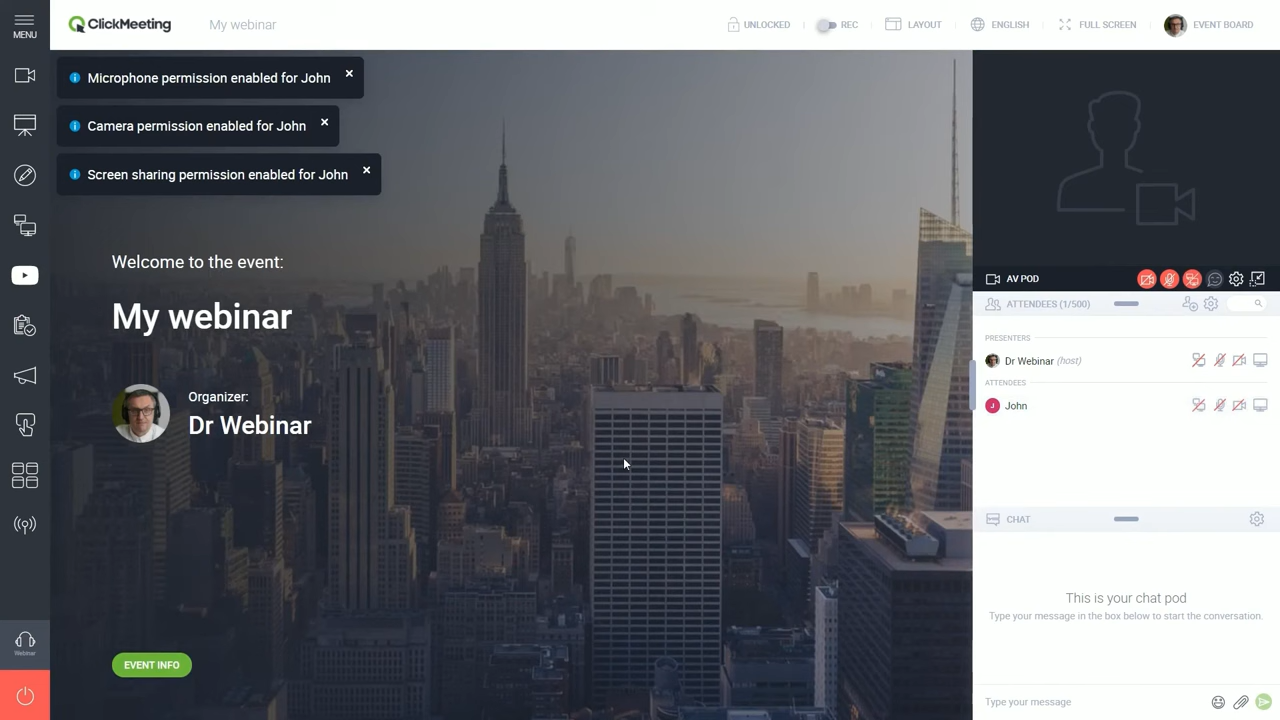 MENU
ClickMeeting
My webinar
UNLOCKED
REC
LAYOUT
ENGLISH
FULL SCREEN
EVENT BOARD
Microphone permission enabled for John
Camera permission enabled for John
Screen sharing permission enabled for John
Welcome to the event:
My webinar
Organizer:
Dr Webinar
EVENT INFO
AV POD
ATTENDEES (1/500)
PRESENTERS
Dr Webinar (host)
ATTENDEES
J John
CHAT
This is your chat pod
Type your message in the box below to start the conversation.
Type your message
Webinar